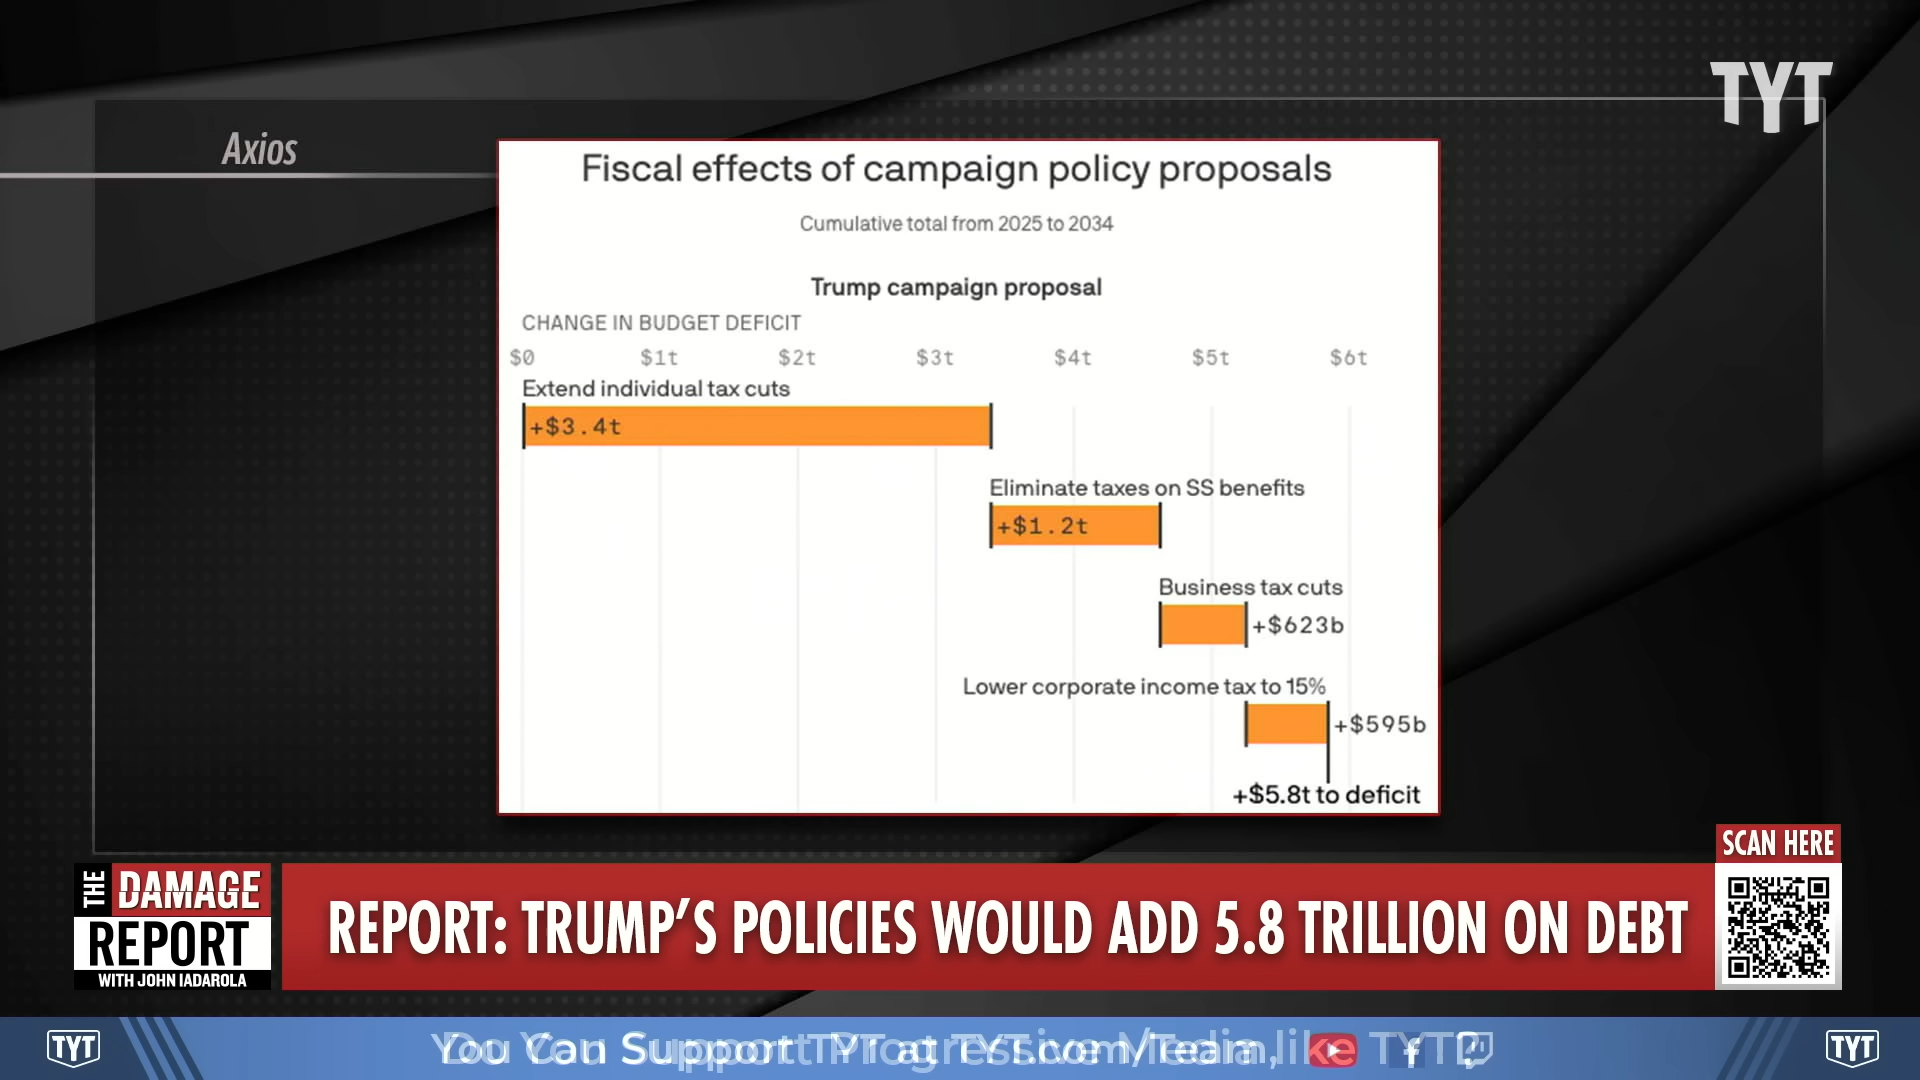 TYT
Axios
Fiscal effects of campaign policy proposals
Cumulative total from 2025 to 2034
Trump campaign proposal
CHANGE IN BUDGET DEFICIT
$0 $1t $2t $3t $4t $5t $6t
Extend individual tax cuts
+$3.4t
Eliminate taxes on SS benefits
+$1.2t
Business tax cuts
+$623b
Lower corporate income tax to 15%
+$595b
+$5.8t to deficit
SCAN HERE
THE DAMAGE
REPORT
WITH JOHN IADAROLA
REPORT: TRUMP'S POLICIES WOULD ADD 5.8 TRILLION ON DEBT
TYT
You Can Support
TYT